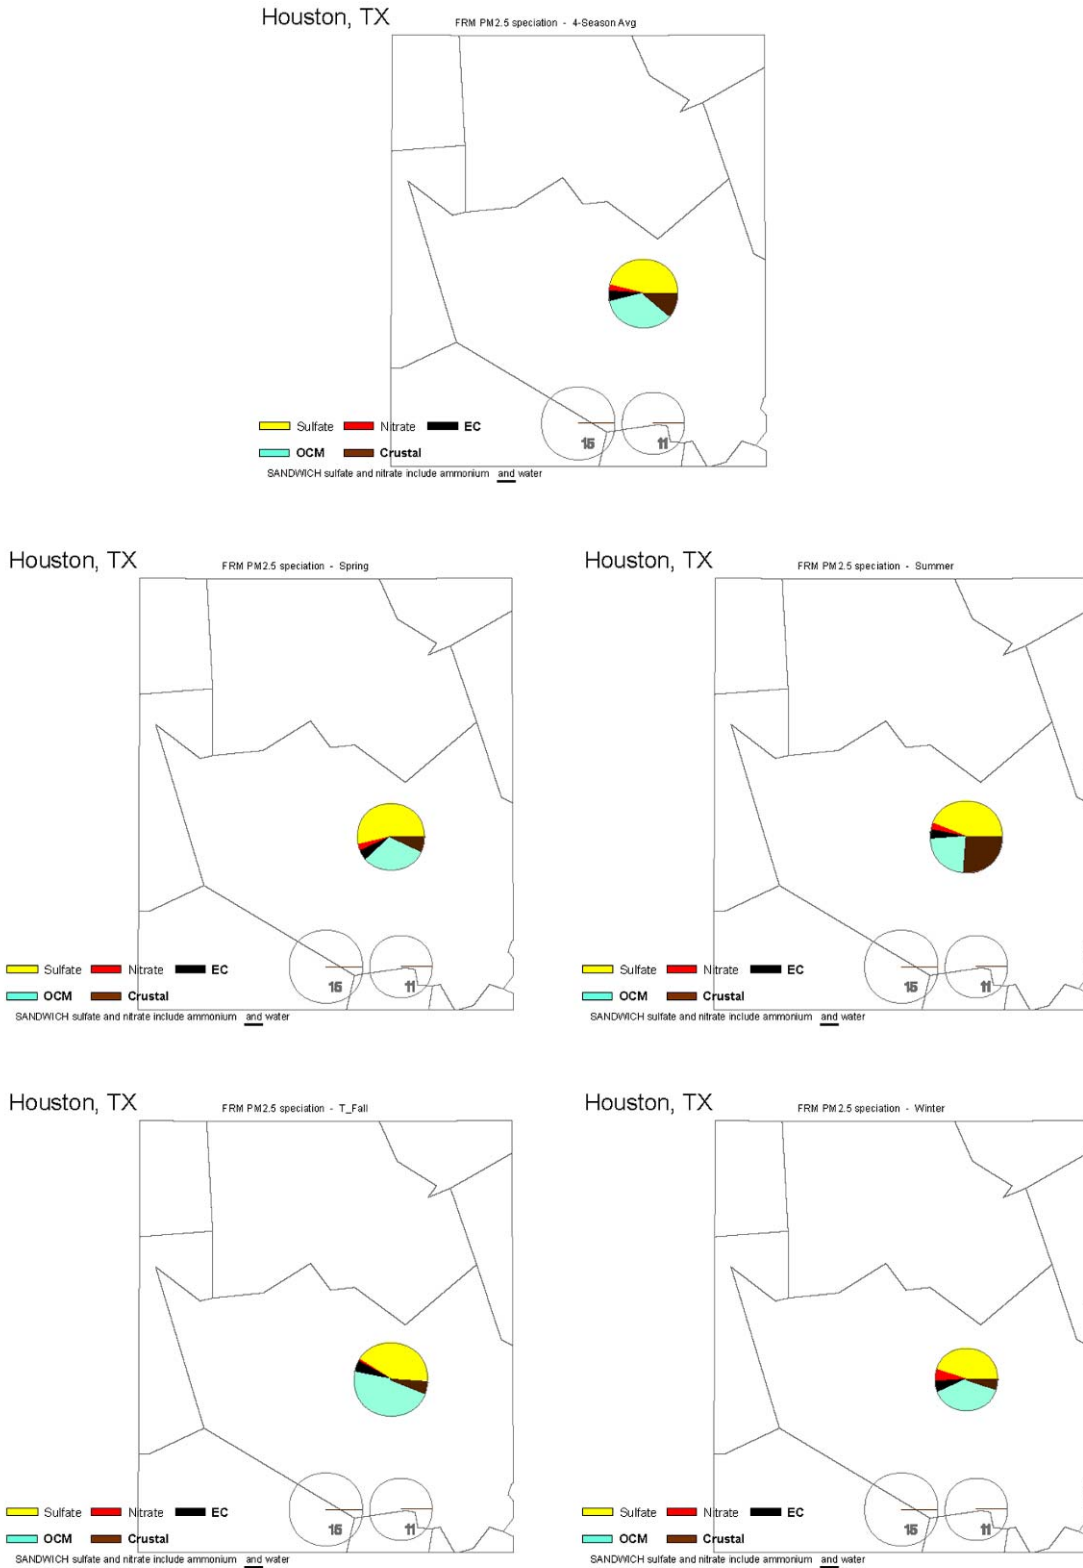 Houston, TX
FRM PM2.5 speciation - 4-Season Avg
Sulfate Nitrate EC
15 11
OCM Crustal
SANDWICH sulfate and nitrate include ammonium and water
Houston, TX
FRM PM2.5 speciation - Spring
Sulfate Nitrate EC
15 11
OCM Crustal
SANDWICH sulfate and nitrate include ammonium and water
Houston, TX
FRM PM2.5 speciation - Summer
Sulfate Nitrate EC
15 11
OCM Crustal
SANDWICH sulfate and nitrate include ammonium and water
Houston, TX
FRM PM2.5 speciation - T_Fall
Sulfate Nitrate EC
15 11
OCM Crustal
SANDWICH sulfate and nitrate include ammonium and water
Houston, TX
FRM PM2.5 speciation - Winter
Sulfate Nitrate EC
15 11
OCM Crustal
SANDWICH sulfate and nitrate include ammonium and water